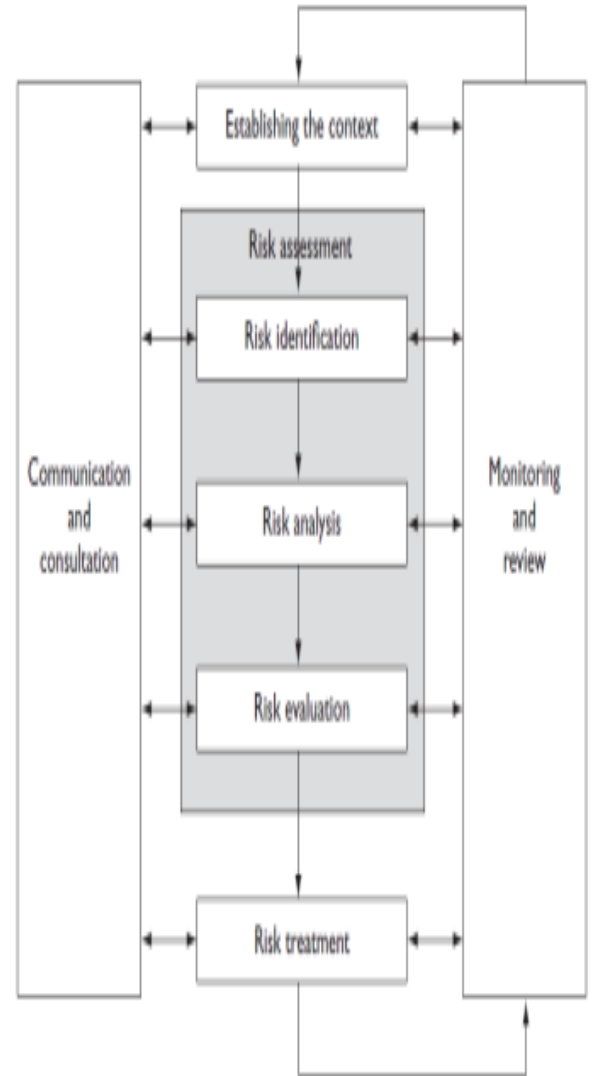 Establishing the context
Risk assessment
Risk identification
Communication
and
consultation
Risk analysis
Monitoring
and
review
Risk evaluation
Risk treatment